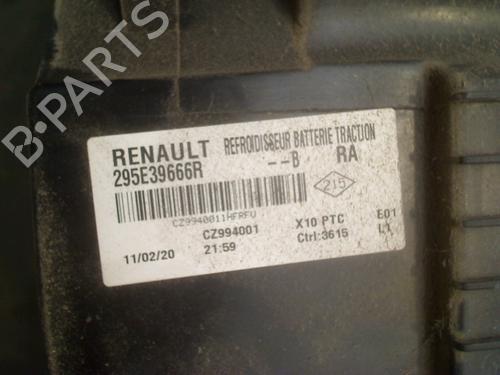 RENAULT REFROIDISSEUR BATTERIE TRACTION
295E39666R --B RA
215
CZ9940011HFRFV
CZ994001 X10 PTC E01
11/02/20 21:59 Ctrl:3615 L1
B-PARTS